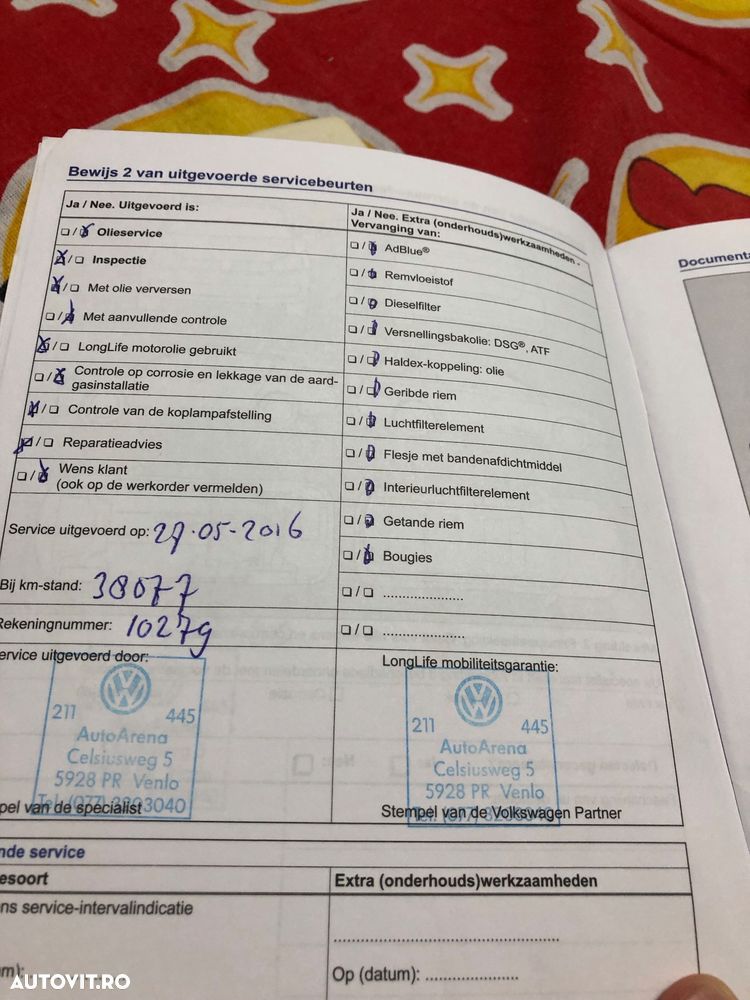 Bewijs 2 van uitgevoerde servicebeurten
Ja / Nee. Uitgevoerd is:
Olieservice
Inspectie
Met olie verversen
Met aanvullende controle
LongLife motorolie gebruikt
Controle op corrosie en lekkage van de aard-
gasinstallatie
Controle van de koplampafstelling
Reparatieadvies
Wens klant
(ook op de werkorder vermelden)
Service uitgevoerd op: 27-05-2016
Bij km-stand: 38077
Rekeningnummer: 10279
ervice uitgevoerd door:
211 445
AutoArena
Celsiusweg 5
5928 PR Venlo
Tel. (077) 3203040
pel van de specialist
Ja / Nee. Extra (onderhouds)werkzaamheden -
Vervanging van:
AdBlue®
Remvloeistof
Dieselfilter
Versnellingsbakolie: DSG®, ATF
Haldex-koppeling: olie
Geribde riem
Luchtfilterelement
Flesje met bandenafdichtmiddel
Interieurluchtfilterelement
Getande riem
Bougies
/ ....................
/ ....................
LongLife mobiliteitsgarantie:
211 445
AutoArena
Celsiusweg 5
5928 PR Venlo
Stempel van de Volkswagen Partner
nde service
esoort
ns service-intervalindicatie
m):
Extra (onderhouds)werkzaamheden
Op (datum): ....................
Documenta
AUTOVIT.RO